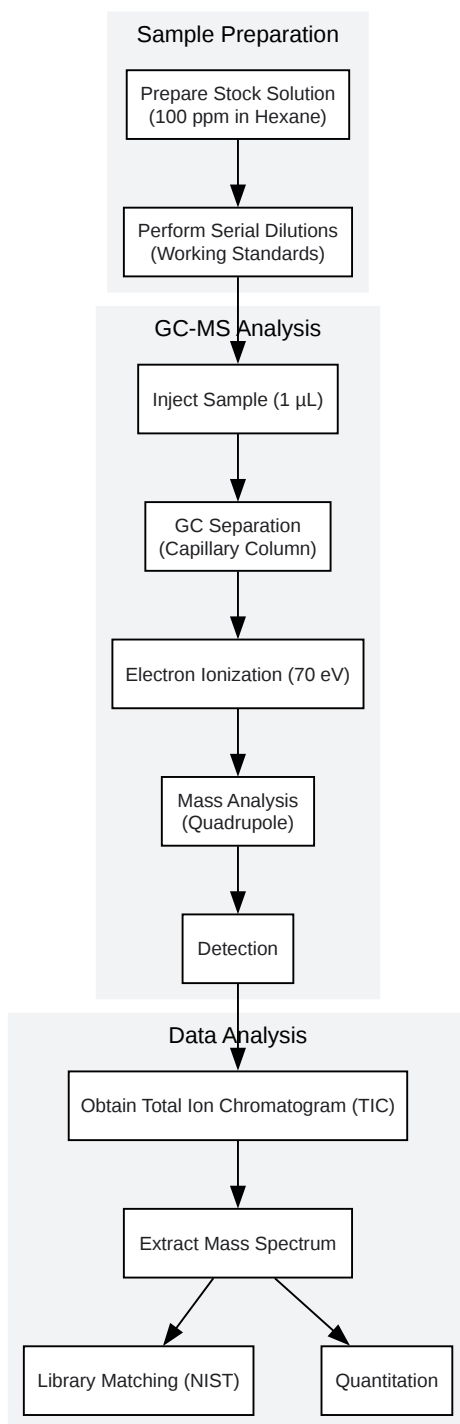 Sample Preparation
Prepare Stock Solution
(100 ppm in Hexane)
Perform Serial Dilutions
(Working Standards)
GC-MS Analysis
Inject Sample (1 µL)
GC Separation
(Capillary Column)
Electron Ionization (70 eV)
Mass Analysis
(Quadrupole)
Detection
Data Analysis
Obtain Total Ion Chromatogram (TIC)
Extract Mass Spectrum
Library Matching (NIST)
Quantitation